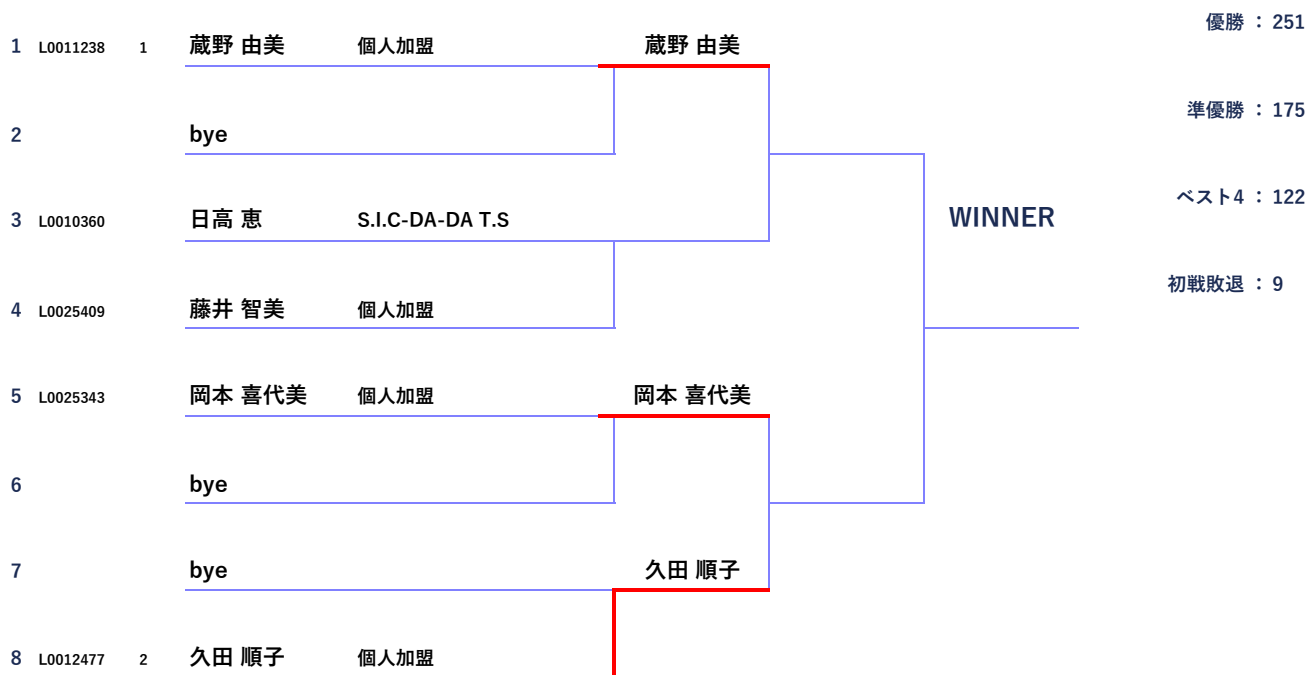 優勝 ： 251
1 L0011238 1 蔵野 由美 個人加盟 蔵野 由美
準優勝 ： 175
2 bye
ベスト4 ： 122
3 L0010360 日高 恵 S.I.C-DA-DA T.S WINNER
初戦敗退 ： 9
4 L0025409 藤井 智美 個人加盟
5 L0025343 岡本 喜代美 個人加盟 岡本 喜代美
6 bye
7 bye 久田 順子
8 L0012477 2 久田 順子 個人加盟